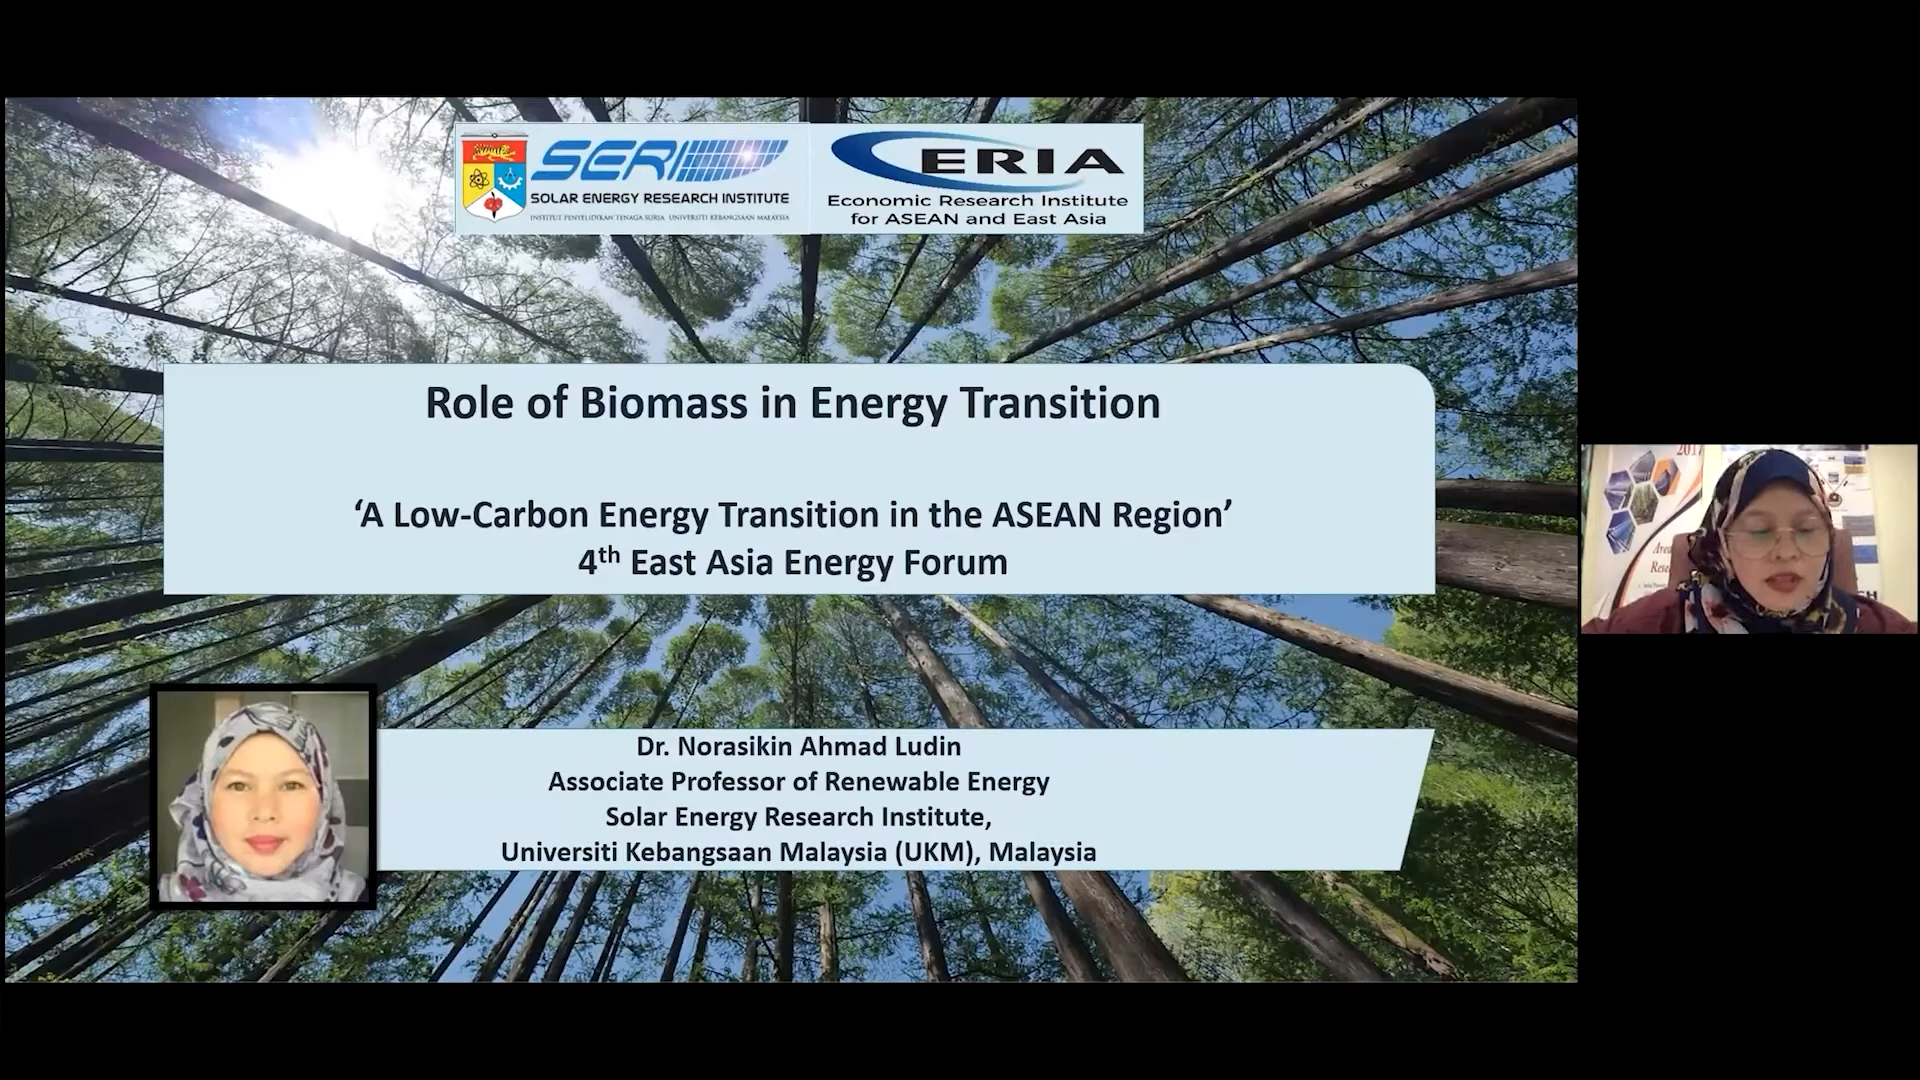 SERI
SOLAR ENERGY RESEARCH INSTITUTE
INSTITUT PENYELIDIKAN TENAGA SURIA UNIVERSITI KEBANGSAAN MALAYSIA
ERIA
Economic Research Institute
for ASEAN and East Asia
Role of Biomass in Energy Transition
‘A Low-Carbon Energy Transition in the ASEAN Region’
4th East Asia Energy Forum
Dr. Norasikin Ahmad Ludin
Associate Professor of Renewable Energy
Solar Energy Research Institute,
Universiti Kebangsaan Malaysia (UKM), Malaysia
2017